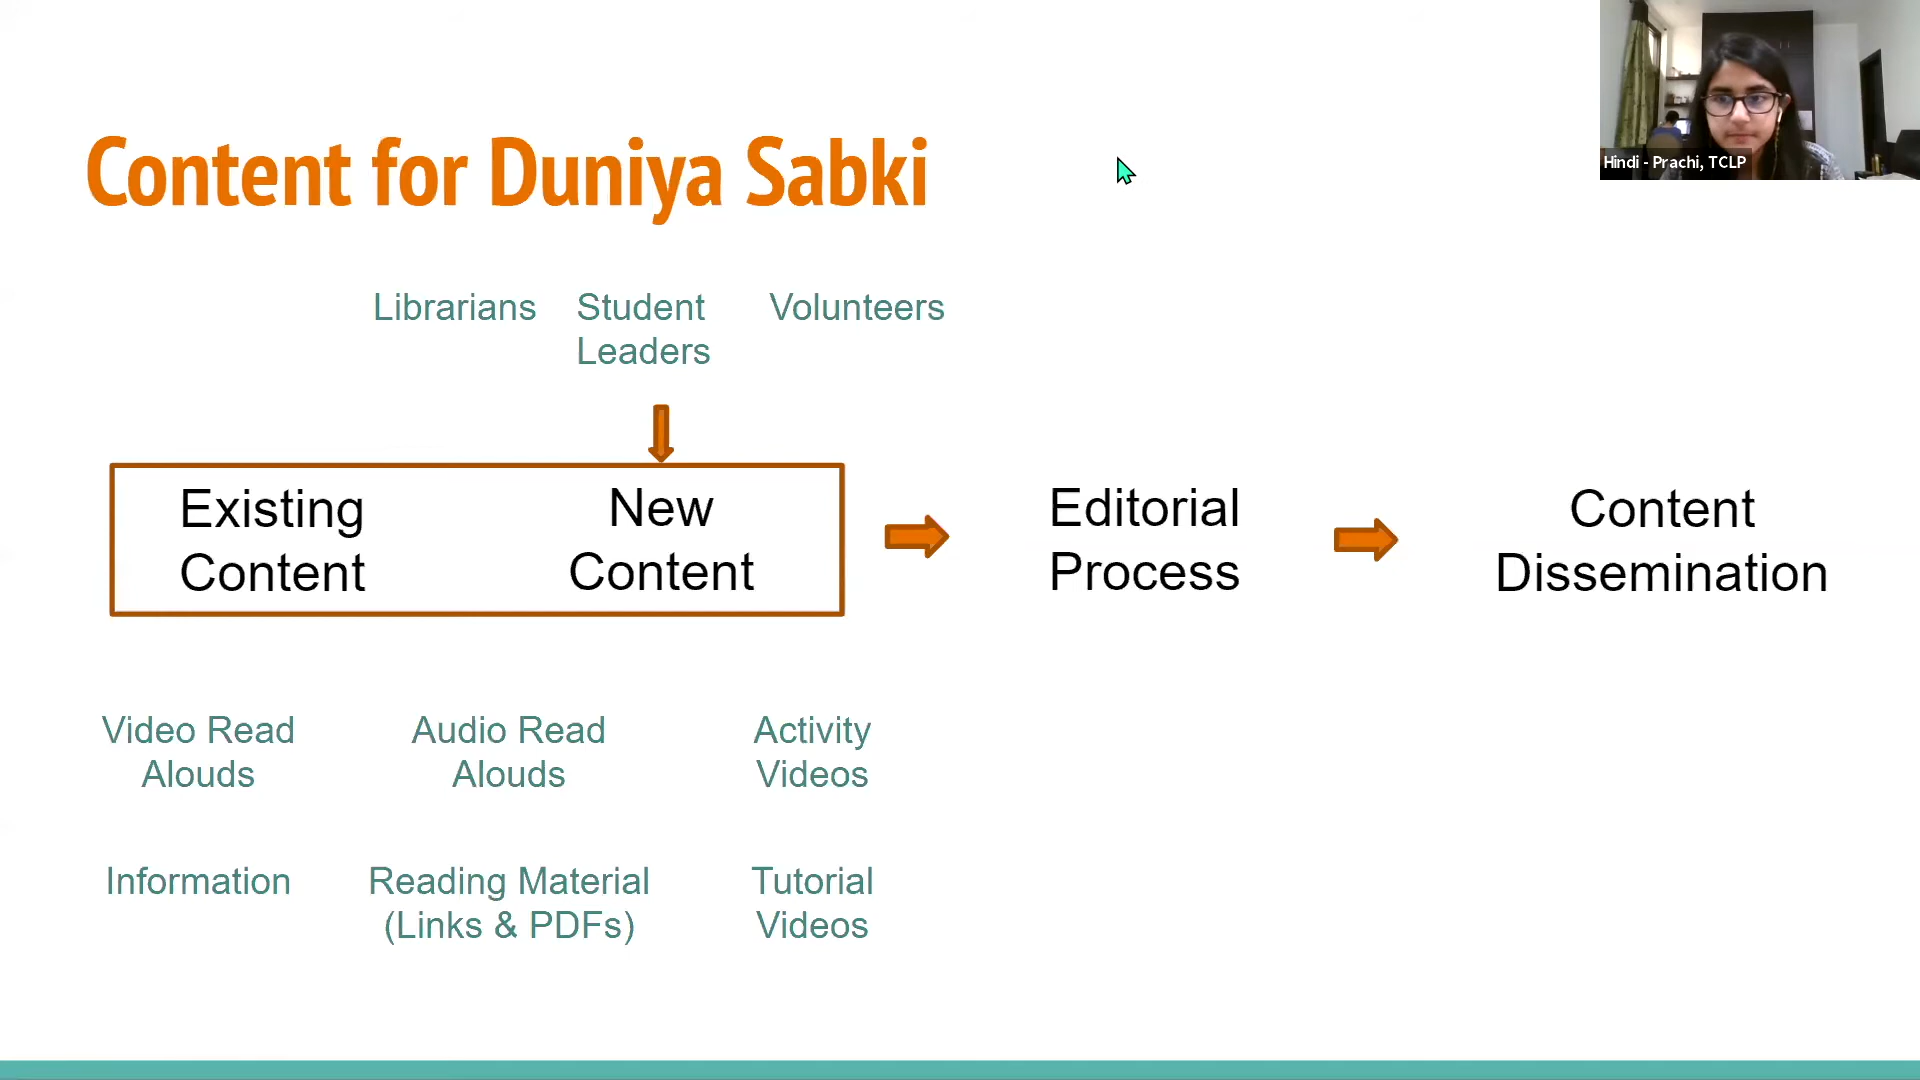 Content for Duniya Sabki
Hindi - Prachi, TCLP
Librarians
Student
Leaders
Volunteers
Existing
Content
New
Content
Editorial
Process
Content
Dissemination
Video Read
Alouds
Audio Read
Alouds
Activity
Videos
Information
Reading Material
(Links & PDFs)
Tutorial
Videos